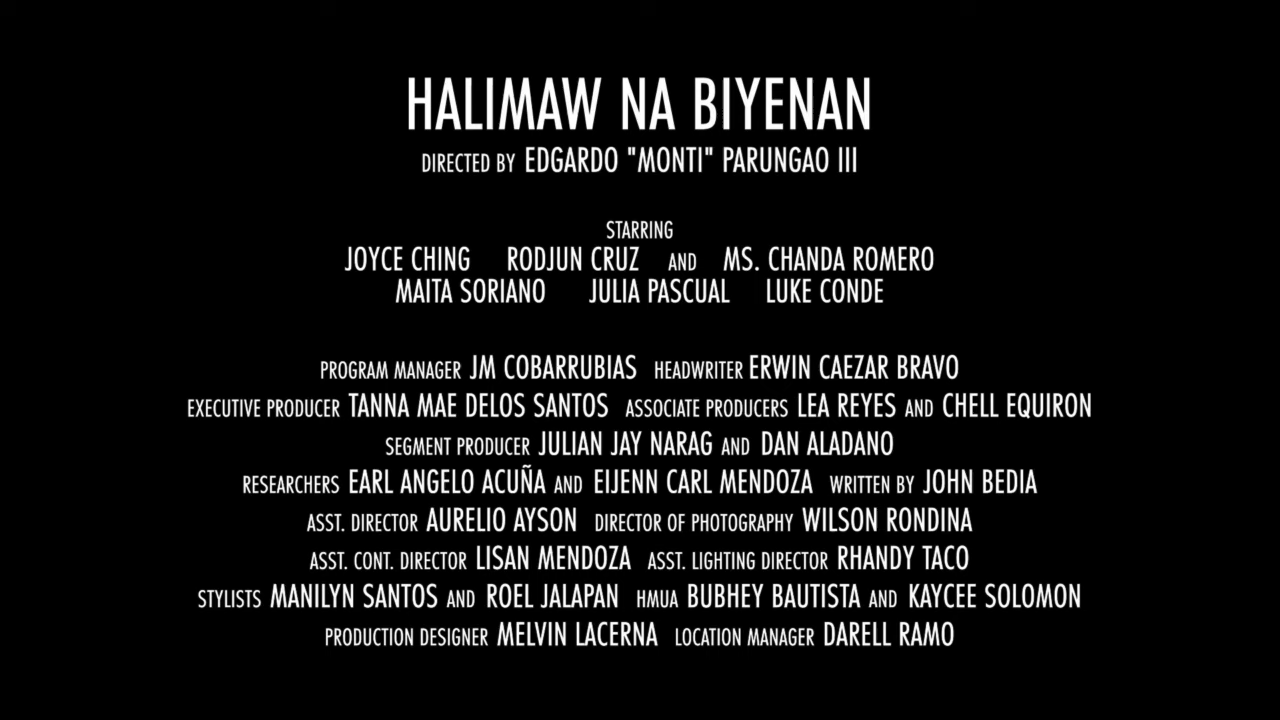 HALIMAW NA BIYENAN
DIRECTED BY EDGARDO "MONTI" PARUNGAO III
STARRING
JOYCE CHING RODJUN CRUZ AND MS. CHANDA ROMERO
MAITA SORIANO JULIA PASCUAL LUKE CONDE
PROGRAM MANAGER JM COBARRUBIAS HEADWRITER ERWIN CAEZAR BRAVO
EXECUTIVE PRODUCER TANNA MAE DELOS SANTOS ASSOCIATE PRODUCERS LEA REYES AND CHELL EQUIRON
SEGMENT PRODUCER JULIAN JAY NARAG AND DAN ALADANO
RESEARCHERS EARL ANGELO ACUÑA AND EIJENN CARL MENDOZA WRITTEN BY JOHN BEDIA
ASST. DIRECTOR AURELIO AYSON DIRECTOR OF PHOTOGRAPHY WILSON RONDINA
ASST. CONT. DIRECTOR LISAN MENDOZA ASST. LIGHTING DIRECTOR RHANDY TACO
STYLISTS MANILYN SANTOS AND ROEL JALAPAN HMUA BUBHEY BAUTISTA AND KAYCEE SOLOMON
PRODUCTION DESIGNER MELVIN LACERNA LOCATION MANAGER DARELL RAMO